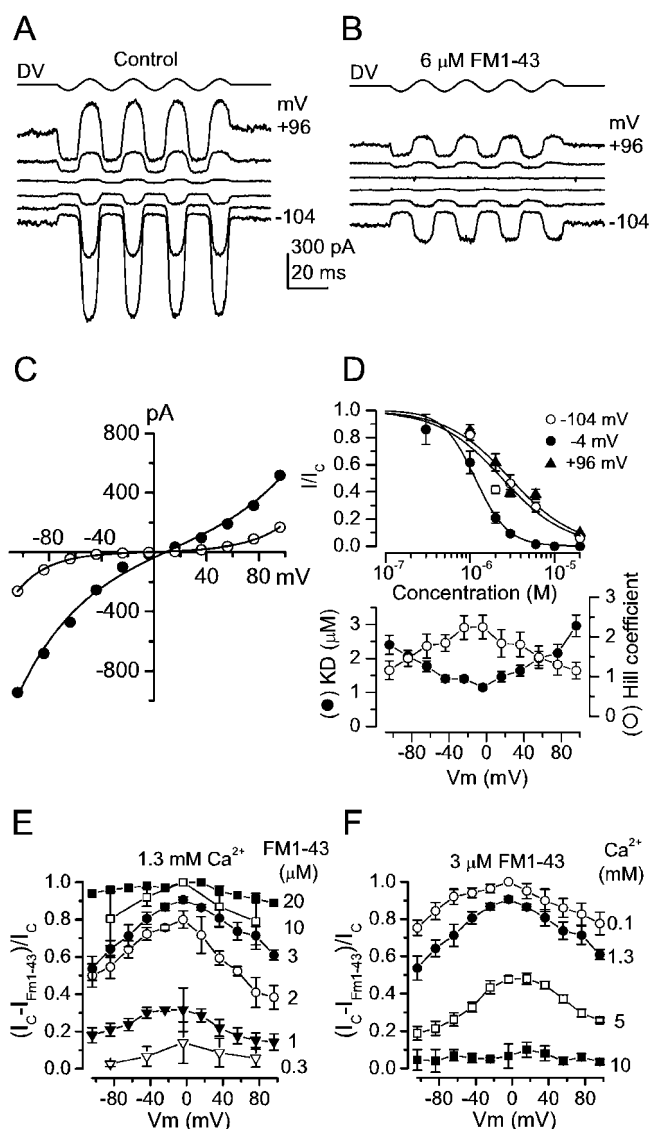 A
Control
DV
mV
+96
-104
300 pA
20 ms
B
6 μM FM1-43
DV
mV
+96
-104
C
pA
800
400
-400
-800
-80
-40
40
80
mV
D
I/Ic
1.0
0.8
0.6
0.4
0.2
0.0
10-7
10-6
10-5
Concentration (M)
-104 mV
-4 mV
+96 mV
(●) KD (μM)
3
2
1
0
3
2
1
0
(○) Hill coefficient
-80
-40
0
40
80
Vm (mV)
E
1.3 mM Ca2+
FM1-43
(μM)
(IC-IFm1-43)/IC
1.0
0.8
0.6
0.4
0.2
0.0
20
10
3
2
1
0.3
-80
-40
0
40
80
Vm (mV)
F
3 μM FM1-43
Ca2+
(mM)
(IC-IFm1-43)/IC
1.0
0.8
0.6
0.4
0.2
0.0
0.1
1.3
5
10
-80
-40
0
40
80
Vm (mV)